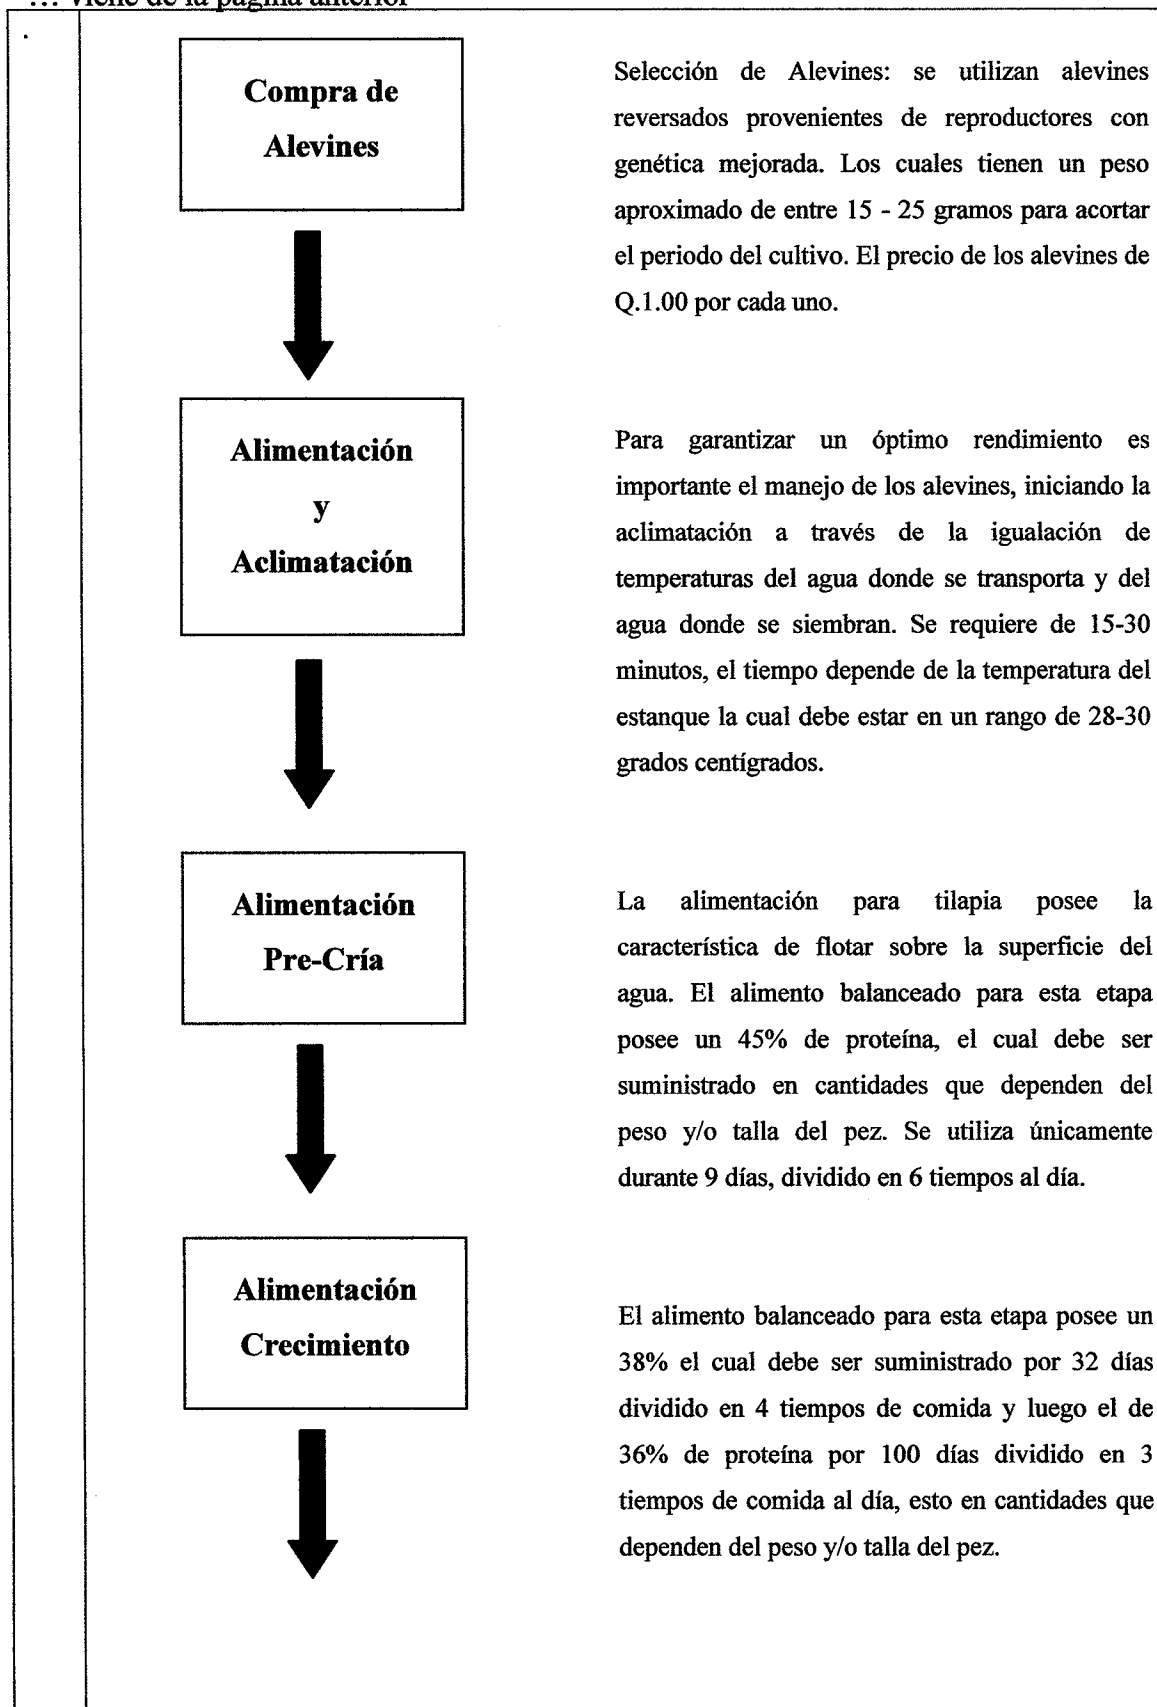 ... viene de la página anterior
Compra de
Alevines
Selección de Alevines: se utilizan alevines
reversados provenientes de reproductores con
genética mejorada. Los cuales tienen un peso
aproximado de entre 15 - 25 gramos para acortar
el periodo del cultivo. El precio de los alevines de
Q.1.00 por cada uno.
Alimentación
y
Aclimatación
Para garantizar un óptimo rendimiento es
importante el manejo de los alevines, iniciando la
aclimatación a través de la igualación de
temperaturas del agua donde se transporta y del
agua donde se siembran. Se requiere de 15-30
minutos, el tiempo depende de la temperatura del
estanque la cual debe estar en un rango de 28-30
grados centígrados.
Alimentación
Pre-Cría
La alimentación para tilapia posee la
característica de flotar sobre la superficie del
agua. El alimento balanceado para esta etapa
posee un 45% de proteína, el cual debe ser
suministrado en cantidades que dependen del
peso y/o talla del pez. Se utiliza únicamente
durante 9 días, dividido en 6 tiempos al día.
Alimentación
Crecimiento
El alimento balanceado para esta etapa posee un
38% el cual debe ser suministrado por 32 días
dividido en 4 tiempos de comida y luego el de
36% de proteína por 100 días dividido en 3
tiempos de comida al día, esto en cantidades que
dependen del peso y/o talla del pez.